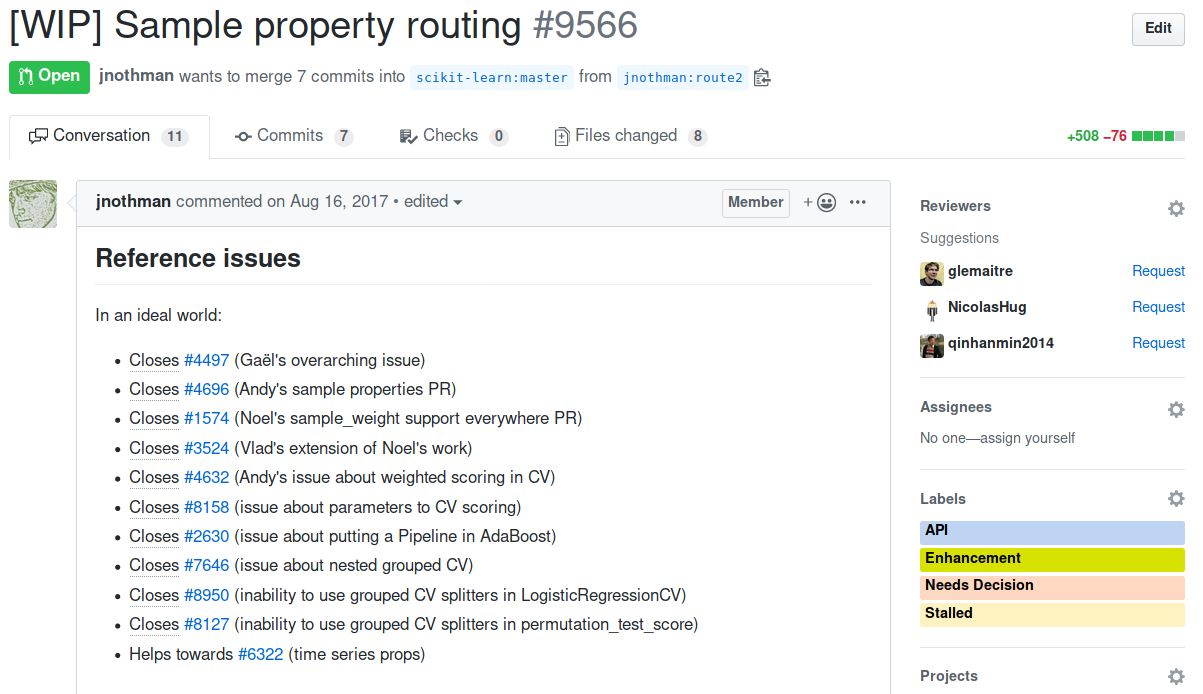 [WIP] Sample property routing #9566
Edit
Open jnothman wants to merge 7 commits into scikit-learn:master from jnothman:route2
Conversation 11 Commits 7 Checks 0 Files changed 8 +508 −76
jnothman commented on Aug 16, 2017 • edited Member +
Reference issues
In an ideal world:
• Closes #4497 (Gaël's overarching issue)
• Closes #4696 (Andy's sample properties PR)
• Closes #1574 (Noel's sample_weight support everywhere PR)
• Closes #3524 (Vlad's extension of Noel's work)
• Closes #4632 (Andy's issue about weighted scoring in CV)
• Closes #8158 (issue about parameters to CV scoring)
• Closes #2630 (issue about putting a Pipeline in AdaBoost)
• Closes #7646 (issue about nested grouped CV)
• Closes #8950 (inability to use grouped CV splitters in LogisticRegressionCV)
• Closes #8127 (inability to use grouped CV splitters in permutation_test_score)
• Helps towards #6322 (time series props)
Reviewers
Suggestions
glemaitre Request
NicolasHug Request
qinhanmin2014 Request
Assignees
No one—assign yourself
Labels
API
Enhancement
Needs Decision
Stalled
Projects